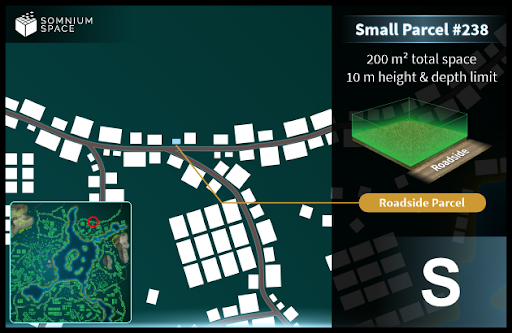 SOMNIUM
SPACE
Small Parcel #238
200 m² total space
10 m height & depth limit
Roadside
Roadside Parcel
S